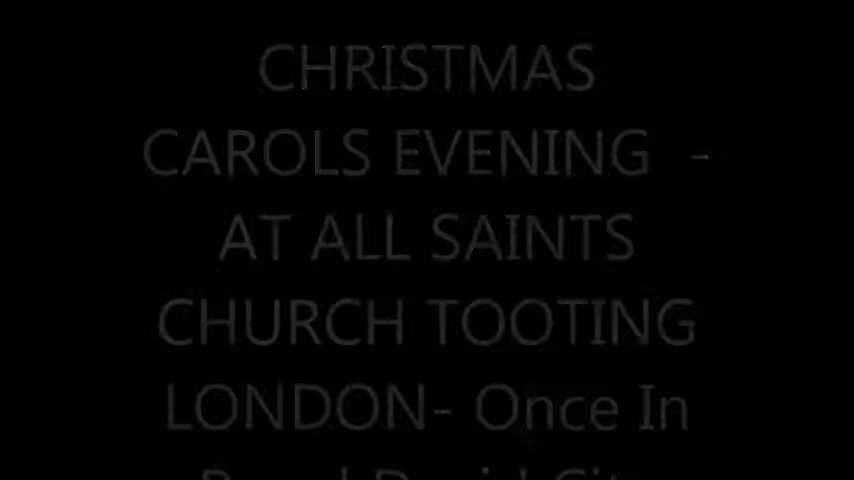 CHRISTMAS
CAROLS EVENING -
AT ALL SAINTS
CHURCH TOOTING
LONDON- Once In